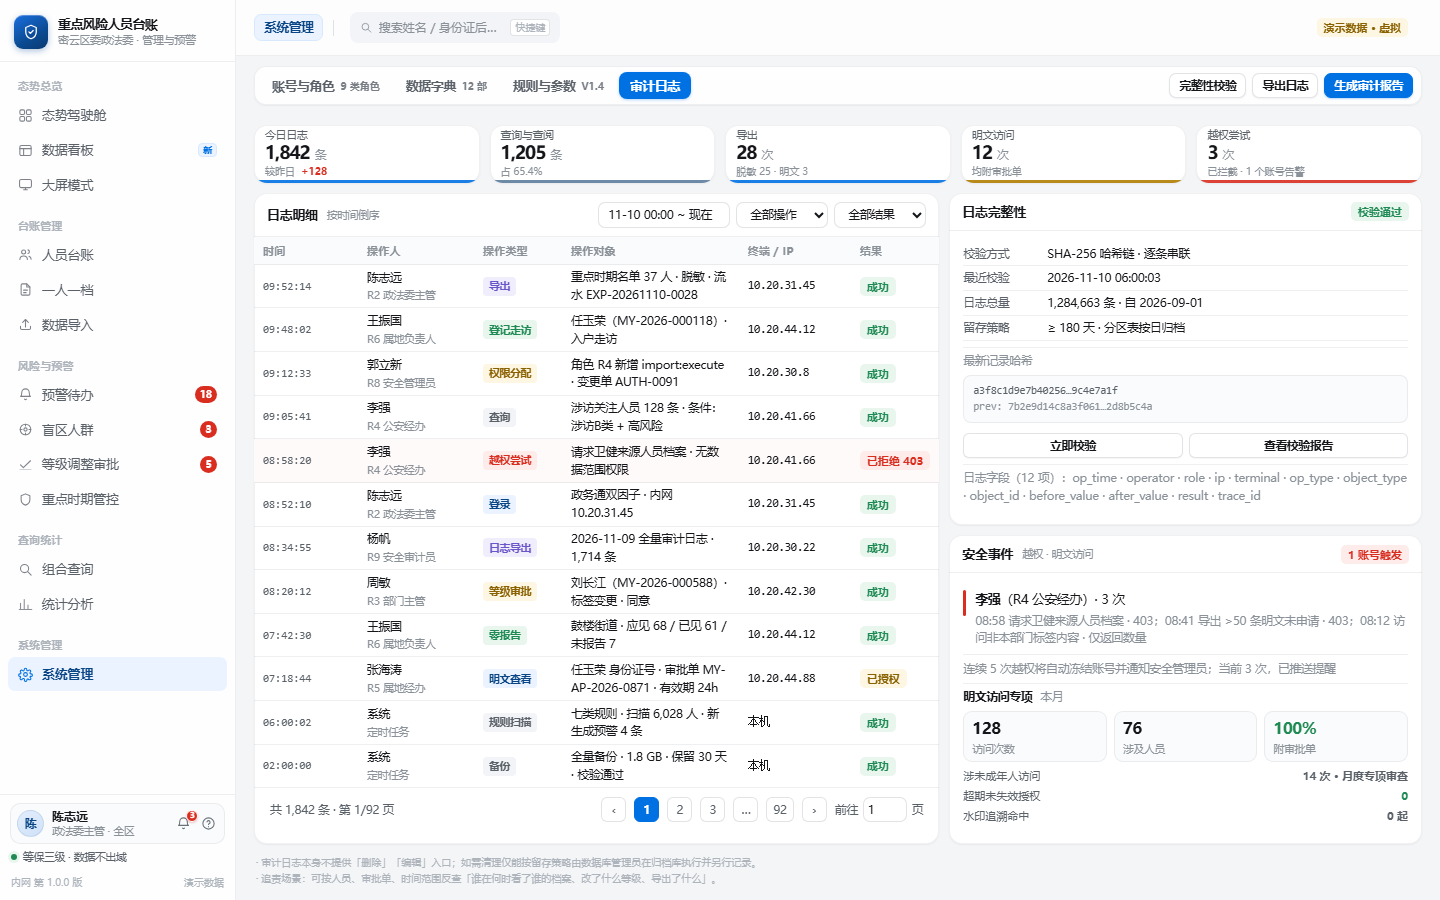 重点风险人员台账
密云区委政法委 · 管理与预警
态势总览
态势驾驶舱
数据看板 新
大屏模式
台账管理
人员台账
一人一档
数据导入
风险与预警
预警待办 18
盲区人群 3
等级调整审批 5
重点时期管控
查询统计
组合查询
统计分析
系统管理
系统管理
陈 陈志远
政法委主管 · 全区
3
等保三级 · 数据不出域
内网 第 1.0.0 版 演示数据
系统管理
搜索姓名 / 身份证后... 快捷键
演示数据 • 虚拟
账号与角色 9 类角色 数据字典 12 部 规则与参数 V1.4 审计日志
完整性校验 导出日志 生成审计报告
今日日志
1,842 条
较昨日 +128
查询与查阅
1,205 条
占 65.4%
导出
28 次
脱敏 25 · 明文 3
明文访问
12 次
均附审批单
越权尝试
3 次
已拦截 · 1 个账号告警
日志明细 按时间倒序
11-10 00:00 ~ 现在 全部操作 全部结果
时间 操作人 操作类型 操作对象 终端 / IP 结果
09:52:14 陈志远 R2 政法委主管 导出 重点时期名单 37 人 · 脱敏 · 流水 EXP-20261110-0028 10.20.31.45 成功
09:48:02 王振国 R6 属地负责人 登记走访 任玉荣（MY-2026-000118）· 入户走访 10.20.44.12 成功
09:12:33 郭立新 R8 安全管理员 权限分配 角色 R4 新增 import:execute · 变更单 AUTH-0091 10.20.30.8 成功
09:05:41 李强 R4 公安经办 查询 涉访关注人员 128 条 · 条件: 涉访B类 + 高风险 10.20.41.66 成功
08:58:20 李强 R4 公安经办 越权尝试 请求卫健来源人员档案 · 无数据范围权限 10.20.41.66 已拒绝 403
08:52:10 陈志远 R2 政法委主管 登录 政务通双因子 · 内网 10.20.31.45 10.20.31.45 成功
08:34:55 杨帆 R9 安全审计员 日志导出 2026-11-09 全量审计日志 · 1,714 条 10.20.30.22 成功
08:20:12 周敏 R3 部门主管 等级审批 刘长江（MY-2026-000588）· 标签变更 · 同意 10.20.42.30 成功
07:42:30 王振国 R6 属地负责人 零报告 鼓楼街道 · 应见 68 / 已见 61 / 未报告 7 10.20.44.12 成功
07:18:44 张海涛 R5 属地经办 明文查看 任玉荣 身份证号 · 审批单 MY-AP-2026-0871 · 有效期 24h 10.20.44.88 已授权
06:00:02 系统 定时任务 规则扫描 七类规则 · 扫描 6,028 人 · 新生成预警 4 条 本机 成功
02:00:00 系统 定时任务 备份 全量备份 · 1.8 GB · 保留 30 天 · 校验通过 本机 成功
共 1,842 条 · 第 1/92 页 ‹ 1 2 3 ... 92 › 前往 1 页
· 审计日志本身不提供「删除」「编辑」入口；如需清理仅能按留存策略由数据库管理员在归档库执行并另行记录。
· 追责场景：可按人员、审批单、时间范围反查「谁在何时看了谁的档案、改了什么等级、导出了什么」。
日志完整性 校验通过
校验方式 SHA-256 哈希链 · 逐条串联
最近校验 2026-11-10 06:00:03
日志总量 1,284,663 条 · 自 2026-09-01
留存策略 ≥ 180 天 · 分区表按日归档
最新记录哈希
a3f8c1d9e7b40256…9c4e7a1f
prev: 7b2e9d14c8a3f061…2d8b5c4a
立即校验 查看校验报告
日志字段（12 项）: op_time · operator · role · ip · terminal · op_type · object_type
· object_id · before_value · after_value · result · trace_id
安全事件 越权 · 明文访问 1 账号触发
李强（R4 公安经办）· 3 次
08:58 请求卫健来源人员档案 · 403；08:41 导出 >50 条明文未申请 · 403；08:12 访
问非本部门标签内容 · 仅返回数量
连续 5 次越权将自动冻结账号并通知安全管理员；当前 3 次，已推送提醒
明文访问专项 本月
128
访问次数
76
涉及人员
100%
附审批单
涉未成年人访问 14 次 • 月度专项审查
超期未失效授权 0
水印追溯命中 0 起